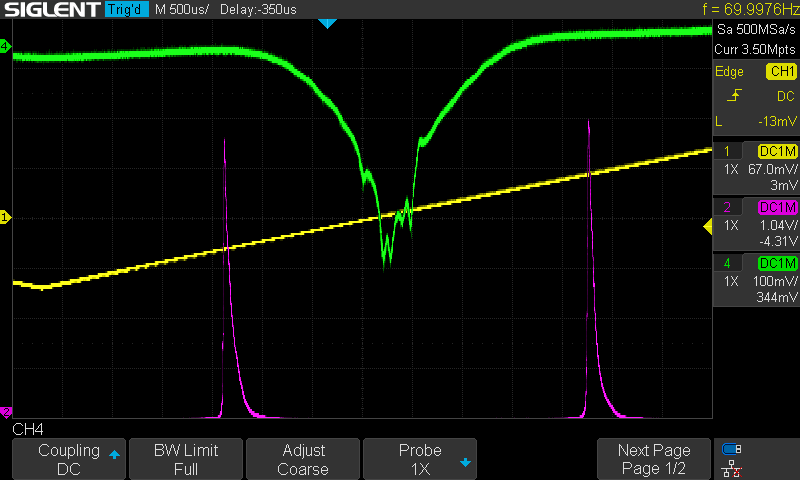 SIGLENT Trig'd M 500us/ Delay:-350us f = 69.9976Hz
Sa 500MSa/s
Curr 3.50Mpts
Edge CH1
DC
L -13mV
1 DC1M
1X 67.0mV/
3mV
2 DC1M
1X 1.04V/
-4.31V
4 DC1M
1X 100mV/
344mV
4
1
2
CH4
Coupling
DC
BW Limit
Full
Adjust
Coarse
Probe
1X
Next Page
Page 1/2